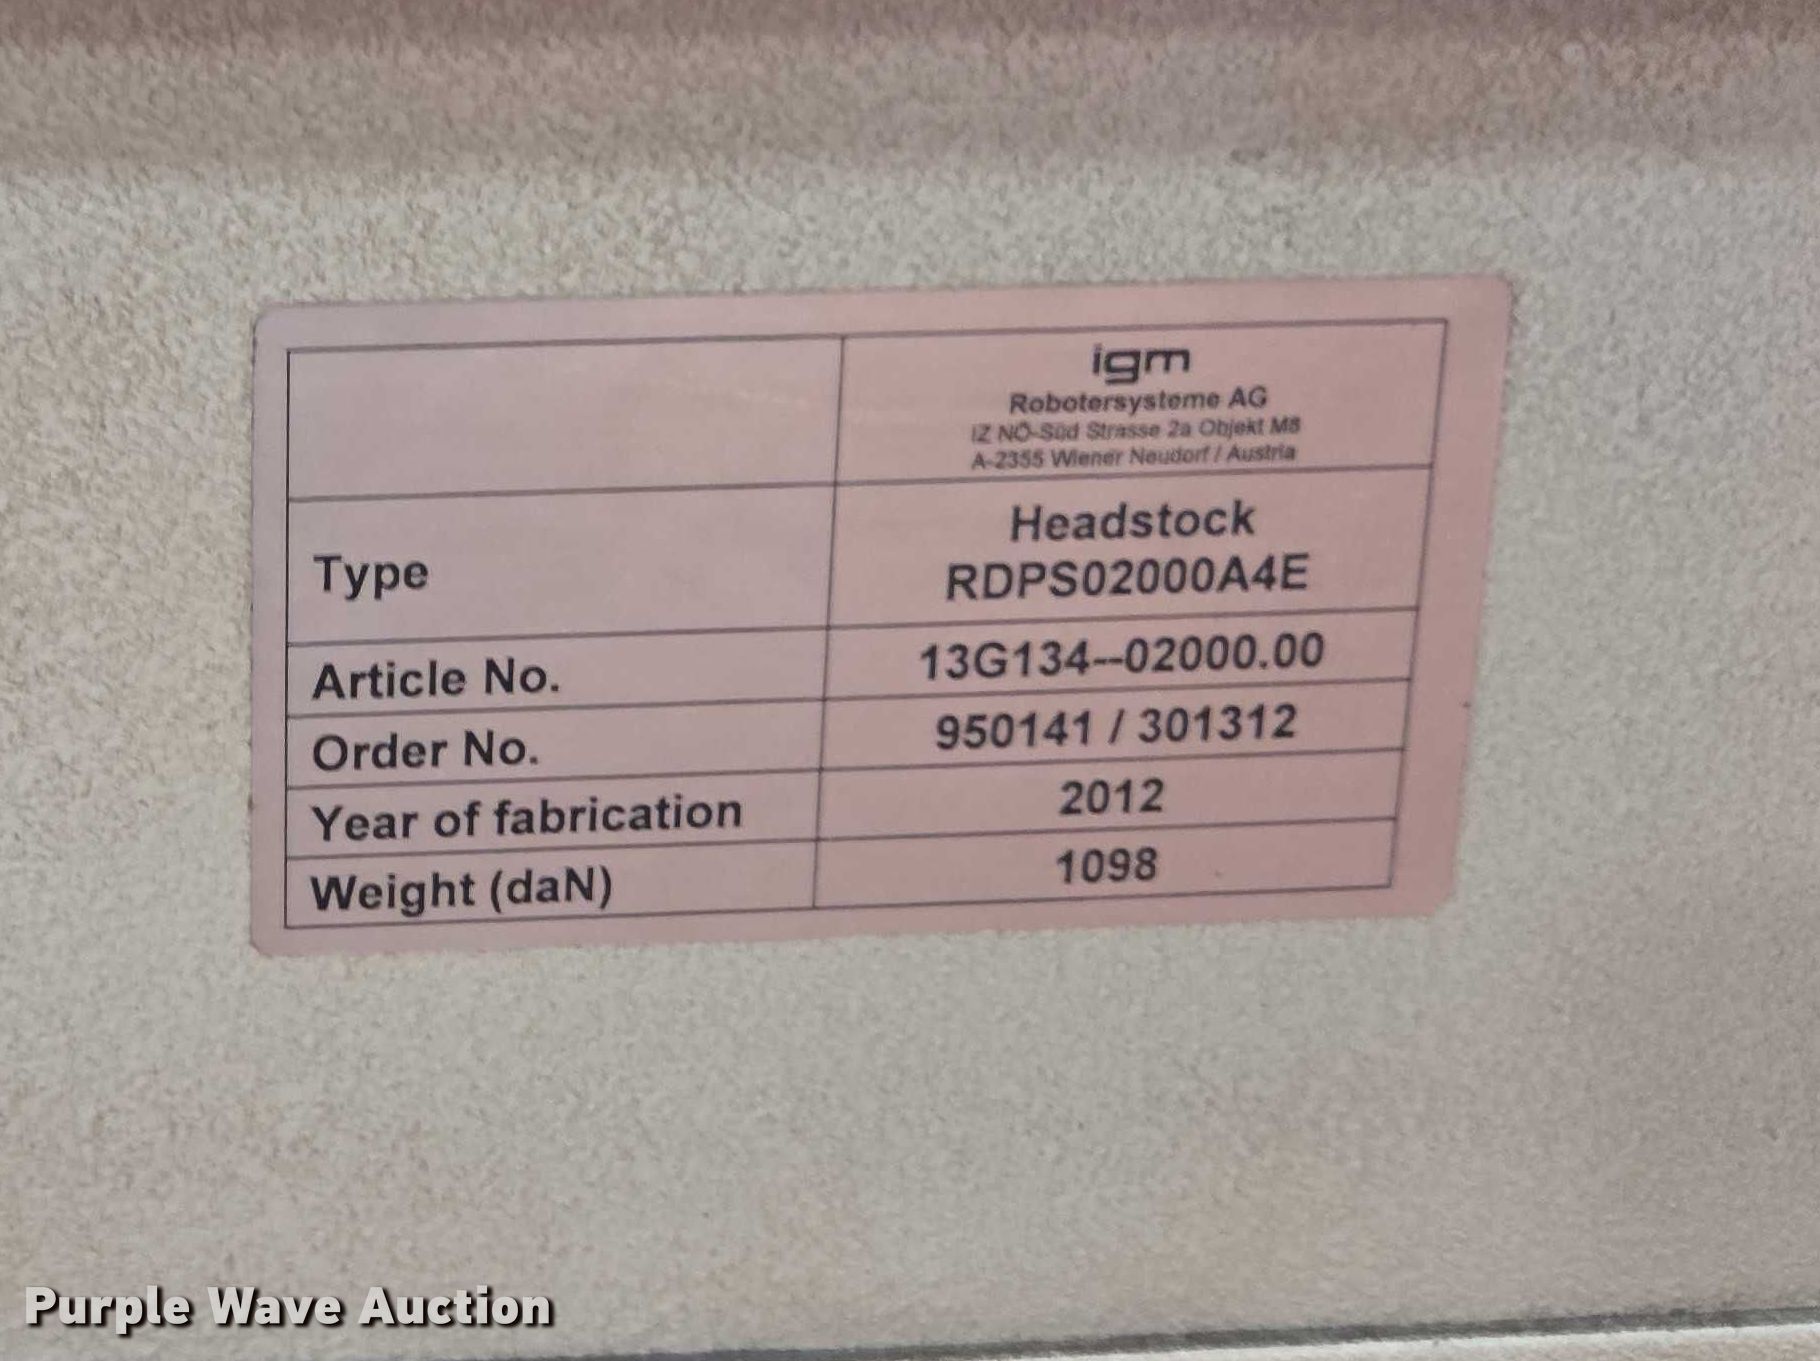 igm
Robotersysteme AG
IZ NÖ-Süd Strasse 2a Objekt M8
A-2355 Wiener Neudorf / Austria
Type
Headstock
RDPS02000A4E
Article No. 13G134--02000.00
Order No. 950141 / 301312
Year of fabrication 2012
Weight (daN) 1098
Purple Wave Auction